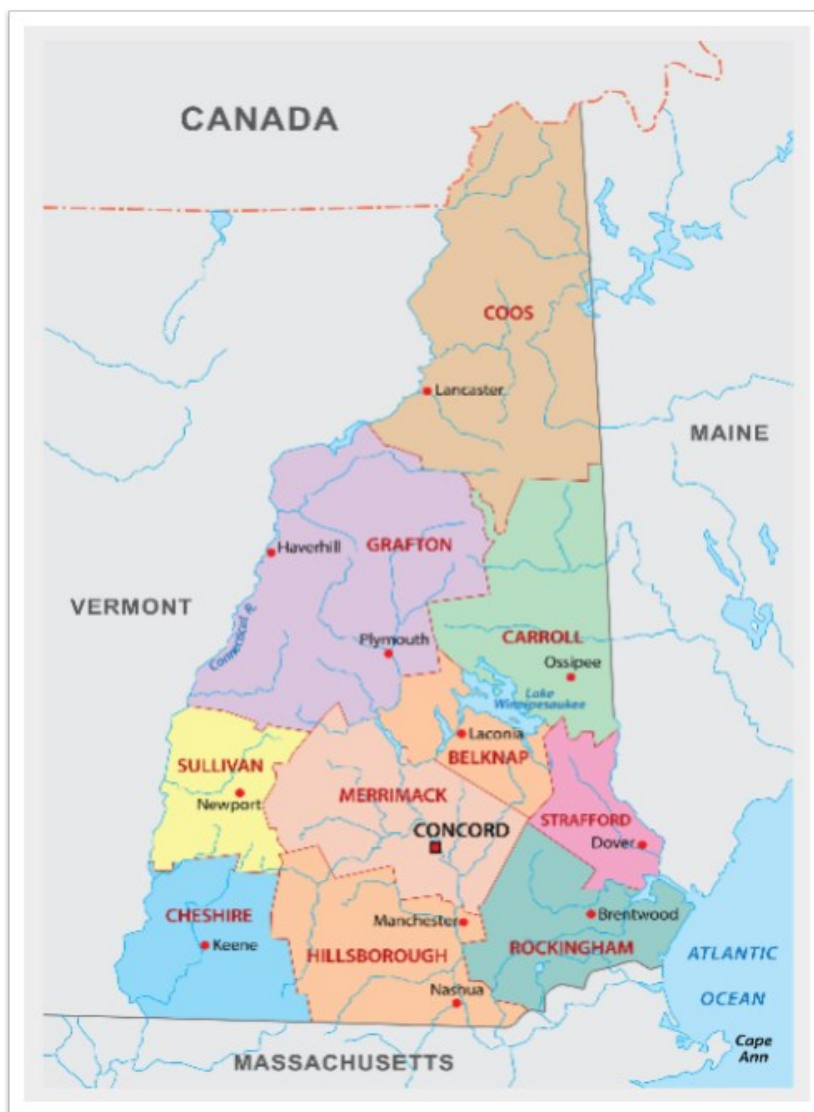 CANADA
COOS
Lancaster
MAINE
Haverhill
GRAFTON
VERMONT
Connecticut R.
Plymouth
CARROLL
Ossipee
Lake
Winnipesaukee
Laconia
SULLIVAN
BELKNAP
Newport
MERRIMACK
STRAFFORD
CONCORD
Dover
CHESHIRE
Manchester
Brentwood
Keene
HILLSBOROUGH
ROCKINGHAM
ATLANTIC
OCEAN
Nashua
Cape
Ann
MASSACHUSETTS